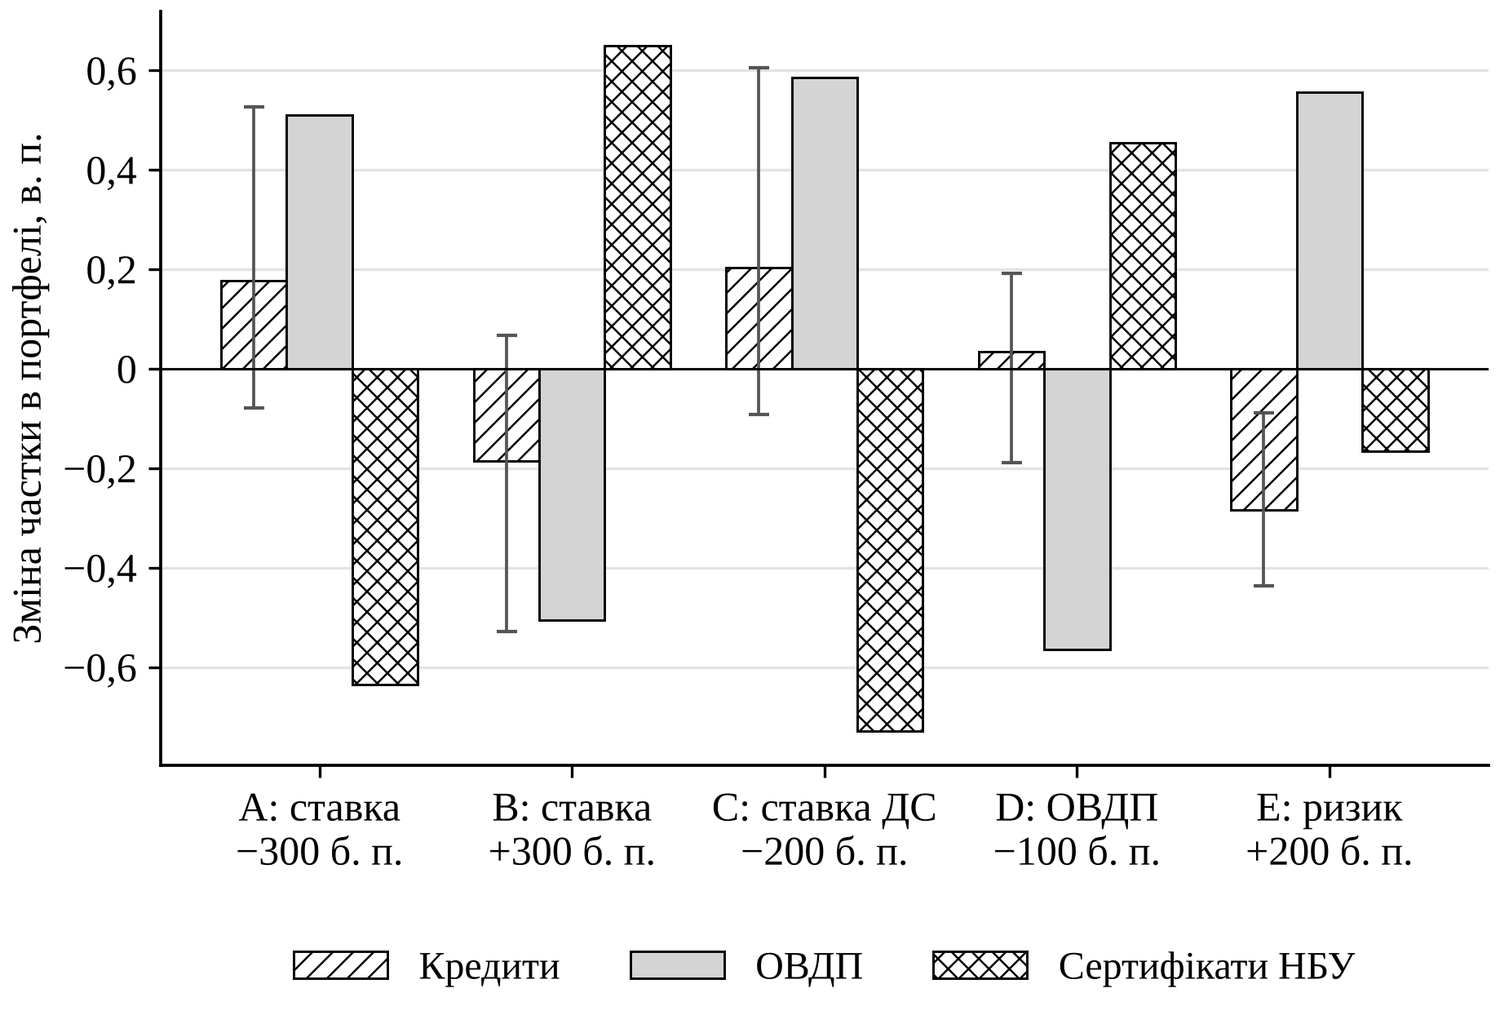 Зміна частки в портфелі, в. п.
0,6
0,4
0,2
0
−0,2
−0,4
−0,6
A: ставка
−300 б. п.
B: ставка
+300 б. п.
C: ставка ДС
−200 б. п.
D: ОВДП
−100 б. п.
E: ризик
+200 б. п.
Кредити
ОВДП
Сертифікати НБУ